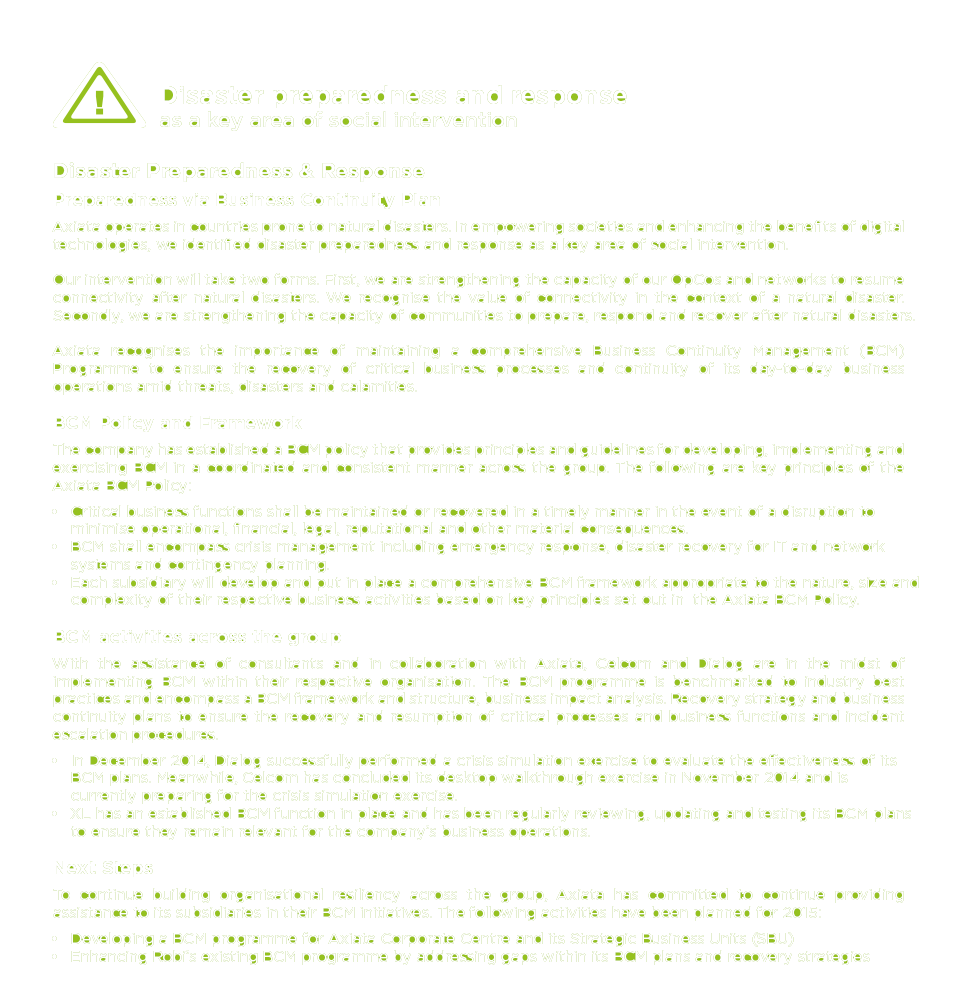 Disaster preparedness and response
as a key area of social intervention
Disaster Preparedness & Response
Preparedness via Business Continuity Plan
Axiata operates in countries prone to natural disasters. In empowering societies and enhancing the benefits of digital
technologies, we identified disaster preparedness and response as a key area of social intervention.
Our intervention will take two forms. First, we are strengthening the capacity of our OpCos and networks to resume
connectivity after natural disasters. We recognise the value of connectivity in the context of a natural disaster.
Secondly, we are strengthening the capacity of communities to prepare, respond and recover after natural disasters.
Axiata recognises the importance of maintaining a comprehensive Business Continuity Management (BCM)
Programme to ensure the recovery of critical business processes and continuity of its day-to-day business
operations amid threats, disasters and calamities.
BCM Policy and Framework
The company has established a BCM policy that provides principles and guidelines for developing, implementing and
exercising BCM in a coordinated and consistent manner across the group. The following are key principles of the
Axiata BCM Policy:
Critical business functions shall be maintained or recovered in a timely manner in the event of a disruption to
minimise operational, financial, legal, reputational and other material consequences.
BCM shall encompass crisis management including emergency response, disaster recovery for IT and network
systems and contingency planning.
Each subsidiary will develop and put in place a comprehensive BCM framework appropriate to the nature, size and
complexity of their respective business activities based on key principles set out in the Axiata BCM Policy.
BCM activities across the group
With the assistance of consultants and in collaboration with Axiata, Celcom and Dialog are in the midst of
implementing BCM within their respective organisation. The BCM programme is benchmarked to industry best
practices and encompass a BCM framework and structure, business impact analysis. Recovery strategy and business
continuity plans to ensure the recovery and resumption of critical processes and business functions and incident
escalation procedures.
In December 2014, Dialog successfully performed a crisis simulation exercise to evaluate the effectiveness of its
BCM plans. Meanwhile, Celcom has concluded its desktop walkthrough exercise in November 2014 and is
currently preparing for the crisis simulation exercise.
XL has an established BCM function in place and has been regularly reviewing, updating and testing its BCM plans
to ensure they remain relevant for the company's business operations.
Next Steps
To continue building organisational resiliency across the group, Axiata has committed to continue providing
assistance to its subsidiaries in their BCM initiatives. The following activities have been planned for 2015:
Developing a BCM programme for Axiata Corporate Centre and its Strategic Business Units (SBU)
Enhancing Robi's existing BCM programme by addressing gaps within its BCM plans and recovery strategies